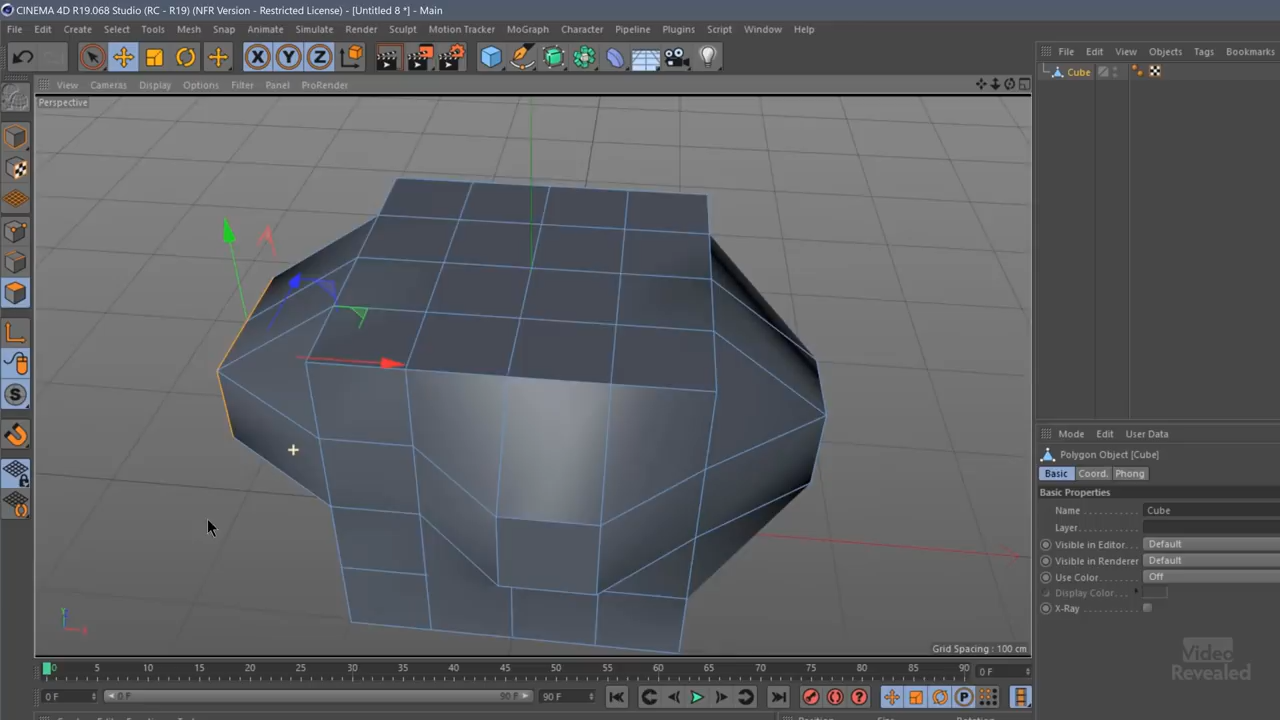 CINEMA 4D R19.068 Studio (RC - R19) (NFR Version - Restricted License) - [Untitled 8 *] - Main
File Edit Create Select Tools Mesh Snap Animate Simulate Render Sculpt Motion Tracker MoGraph Character Pipeline Plugins Script Window Help
File Edit View Objects Tags Bookmarks
X Y Z
Cube
View Cameras Display Options Filter Panel ProRender
Perspective
S
Mode Edit User Data
Polygon Object [Cube]
Basic Coord. Phong
Basic Properties
Name Cube
Layer
Visible in Editor. . . Default
Visible in Renderer Default
Use Color. . . . . . . . Off
Display Color. .
X-Ray
Y
X
Grid Spacing : 100 cm
Video
Revealed
0 5 10 15 20 25 30 35 40 45 50 55 60 65 70 75 80 85 90 0 F
0 F 0 F 90 F 90 F ? P